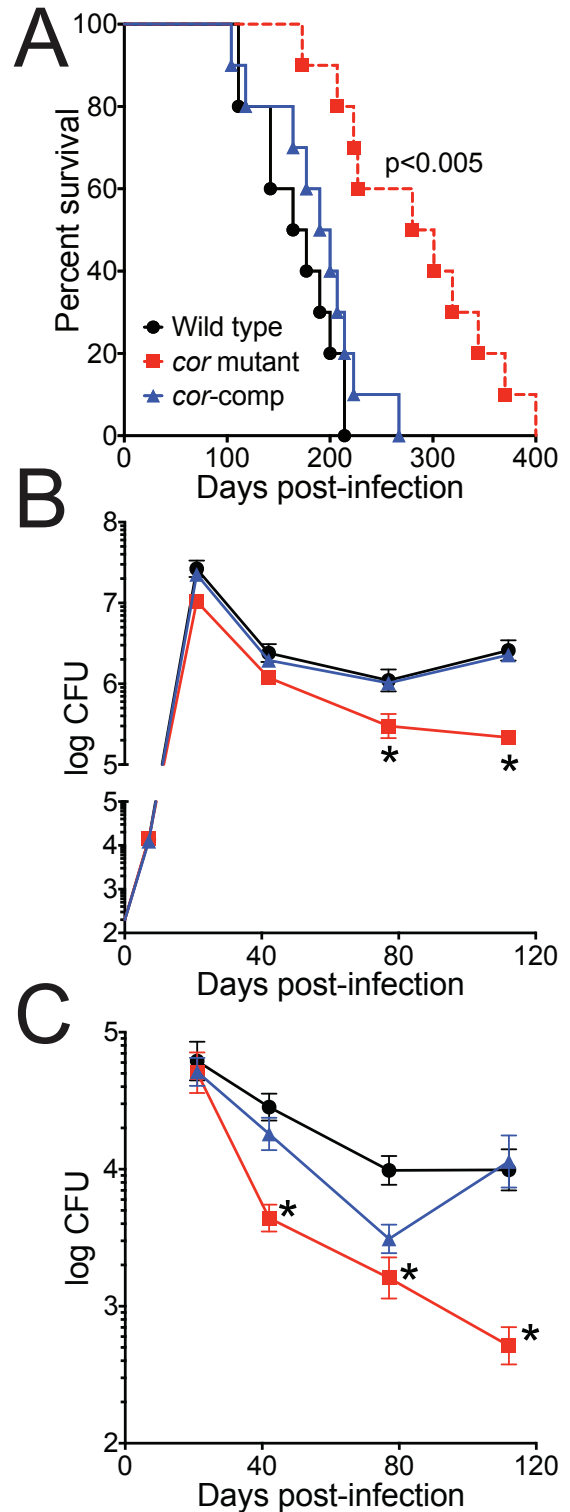 A
100
80
60
40
20
0
Percent survival
p<0.005
Wild type
cor mutant
cor-comp
0 100 200 300 400
Days post-infection
B
8
7
6
5
5
4
3
2
log CFU
*
*
0 40 80 120
Days post-infection
C
5
4
3
2
log CFU
*
*
*
0 40 80 120
Days post-infection